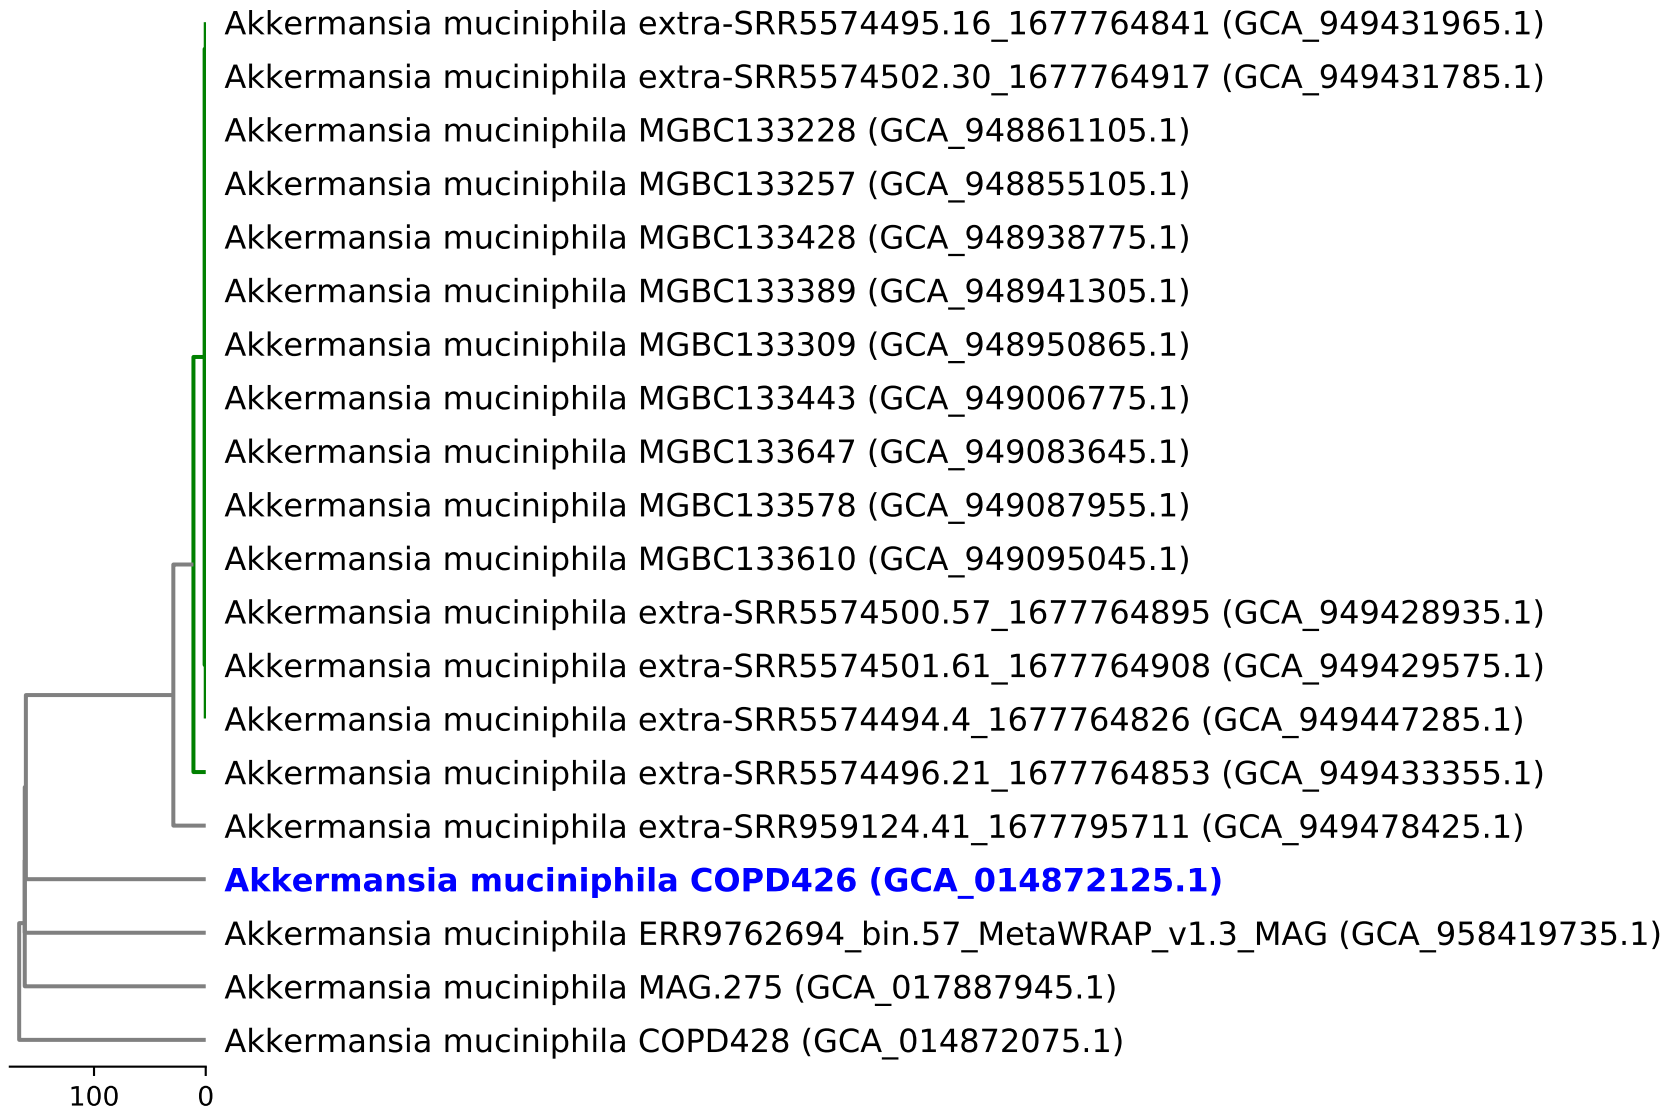 Akkermansia muciniphila extra-SRR5574495.16_1677764841 (GCA_949431965.1)
Akkermansia muciniphila extra-SRR5574502.30_1677764917 (GCA_949431785.1)
Akkermansia muciniphila MGBC133228 (GCA_948861105.1)
Akkermansia muciniphila MGBC133257 (GCA_948855105.1)
Akkermansia muciniphila MGBC133428 (GCA_948938775.1)
Akkermansia muciniphila MGBC133389 (GCA_948941305.1)
Akkermansia muciniphila MGBC133309 (GCA_948950865.1)
Akkermansia muciniphila MGBC133443 (GCA_949006775.1)
Akkermansia muciniphila MGBC133647 (GCA_949083645.1)
Akkermansia muciniphila MGBC133578 (GCA_949087955.1)
Akkermansia muciniphila MGBC133610 (GCA_949095045.1)
Akkermansia muciniphila extra-SRR5574500.57_1677764895 (GCA_949428935.1)
Akkermansia muciniphila extra-SRR5574501.61_1677764908 (GCA_949429575.1)
Akkermansia muciniphila extra-SRR5574494.4_1677764826 (GCA_949447285.1)
Akkermansia muciniphila extra-SRR5574496.21_1677764853 (GCA_949433355.1)
Akkermansia muciniphila extra-SRR959124.41_1677795711 (GCA_949478425.1)
Akkermansia muciniphila COPD426 (GCA_014872125.1)
Akkermansia muciniphila ERR9762694_bin.57_MetaWRAP_v1.3_MAG (GCA_958419735.1)
Akkermansia muciniphila MAG.275 (GCA_017887945.1)
Akkermansia muciniphila COPD428 (GCA_014872075.1)
100 0